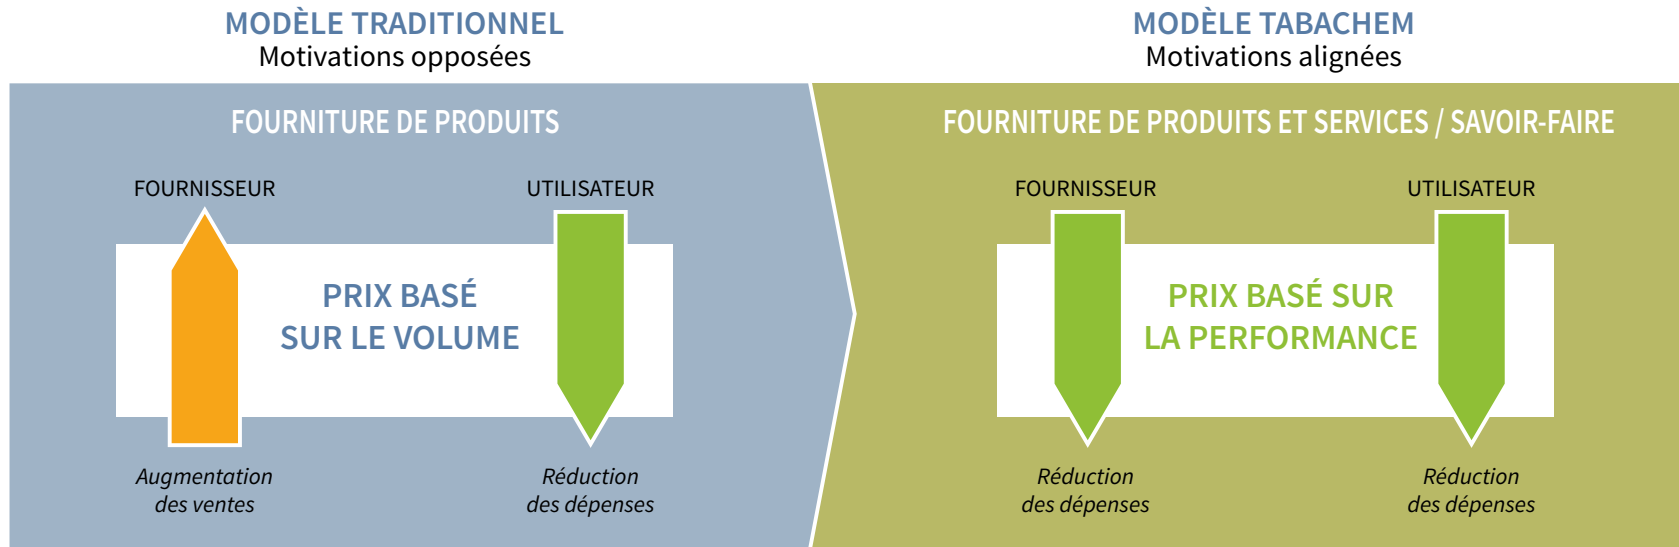 MODÈLE TRADITIONNEL
Motivations opposées
FOURNITURE DE PRODUITS
FOURNISSEUR
UTILISATEUR
PRIX BASÉ
SUR LE VOLUME
Augmentation
des ventes
Réduction
des dépenses
MODÈLE TABACHEM
Motivations alignées
FOURNITURE DE PRODUITS ET SERVICES / SAVOIR-FAIRE
FOURNISSEUR
UTILISATEUR
PRIX BASÉ SUR
LA PERFORMANCE
Réduction
des dépenses
Réduction
des dépenses